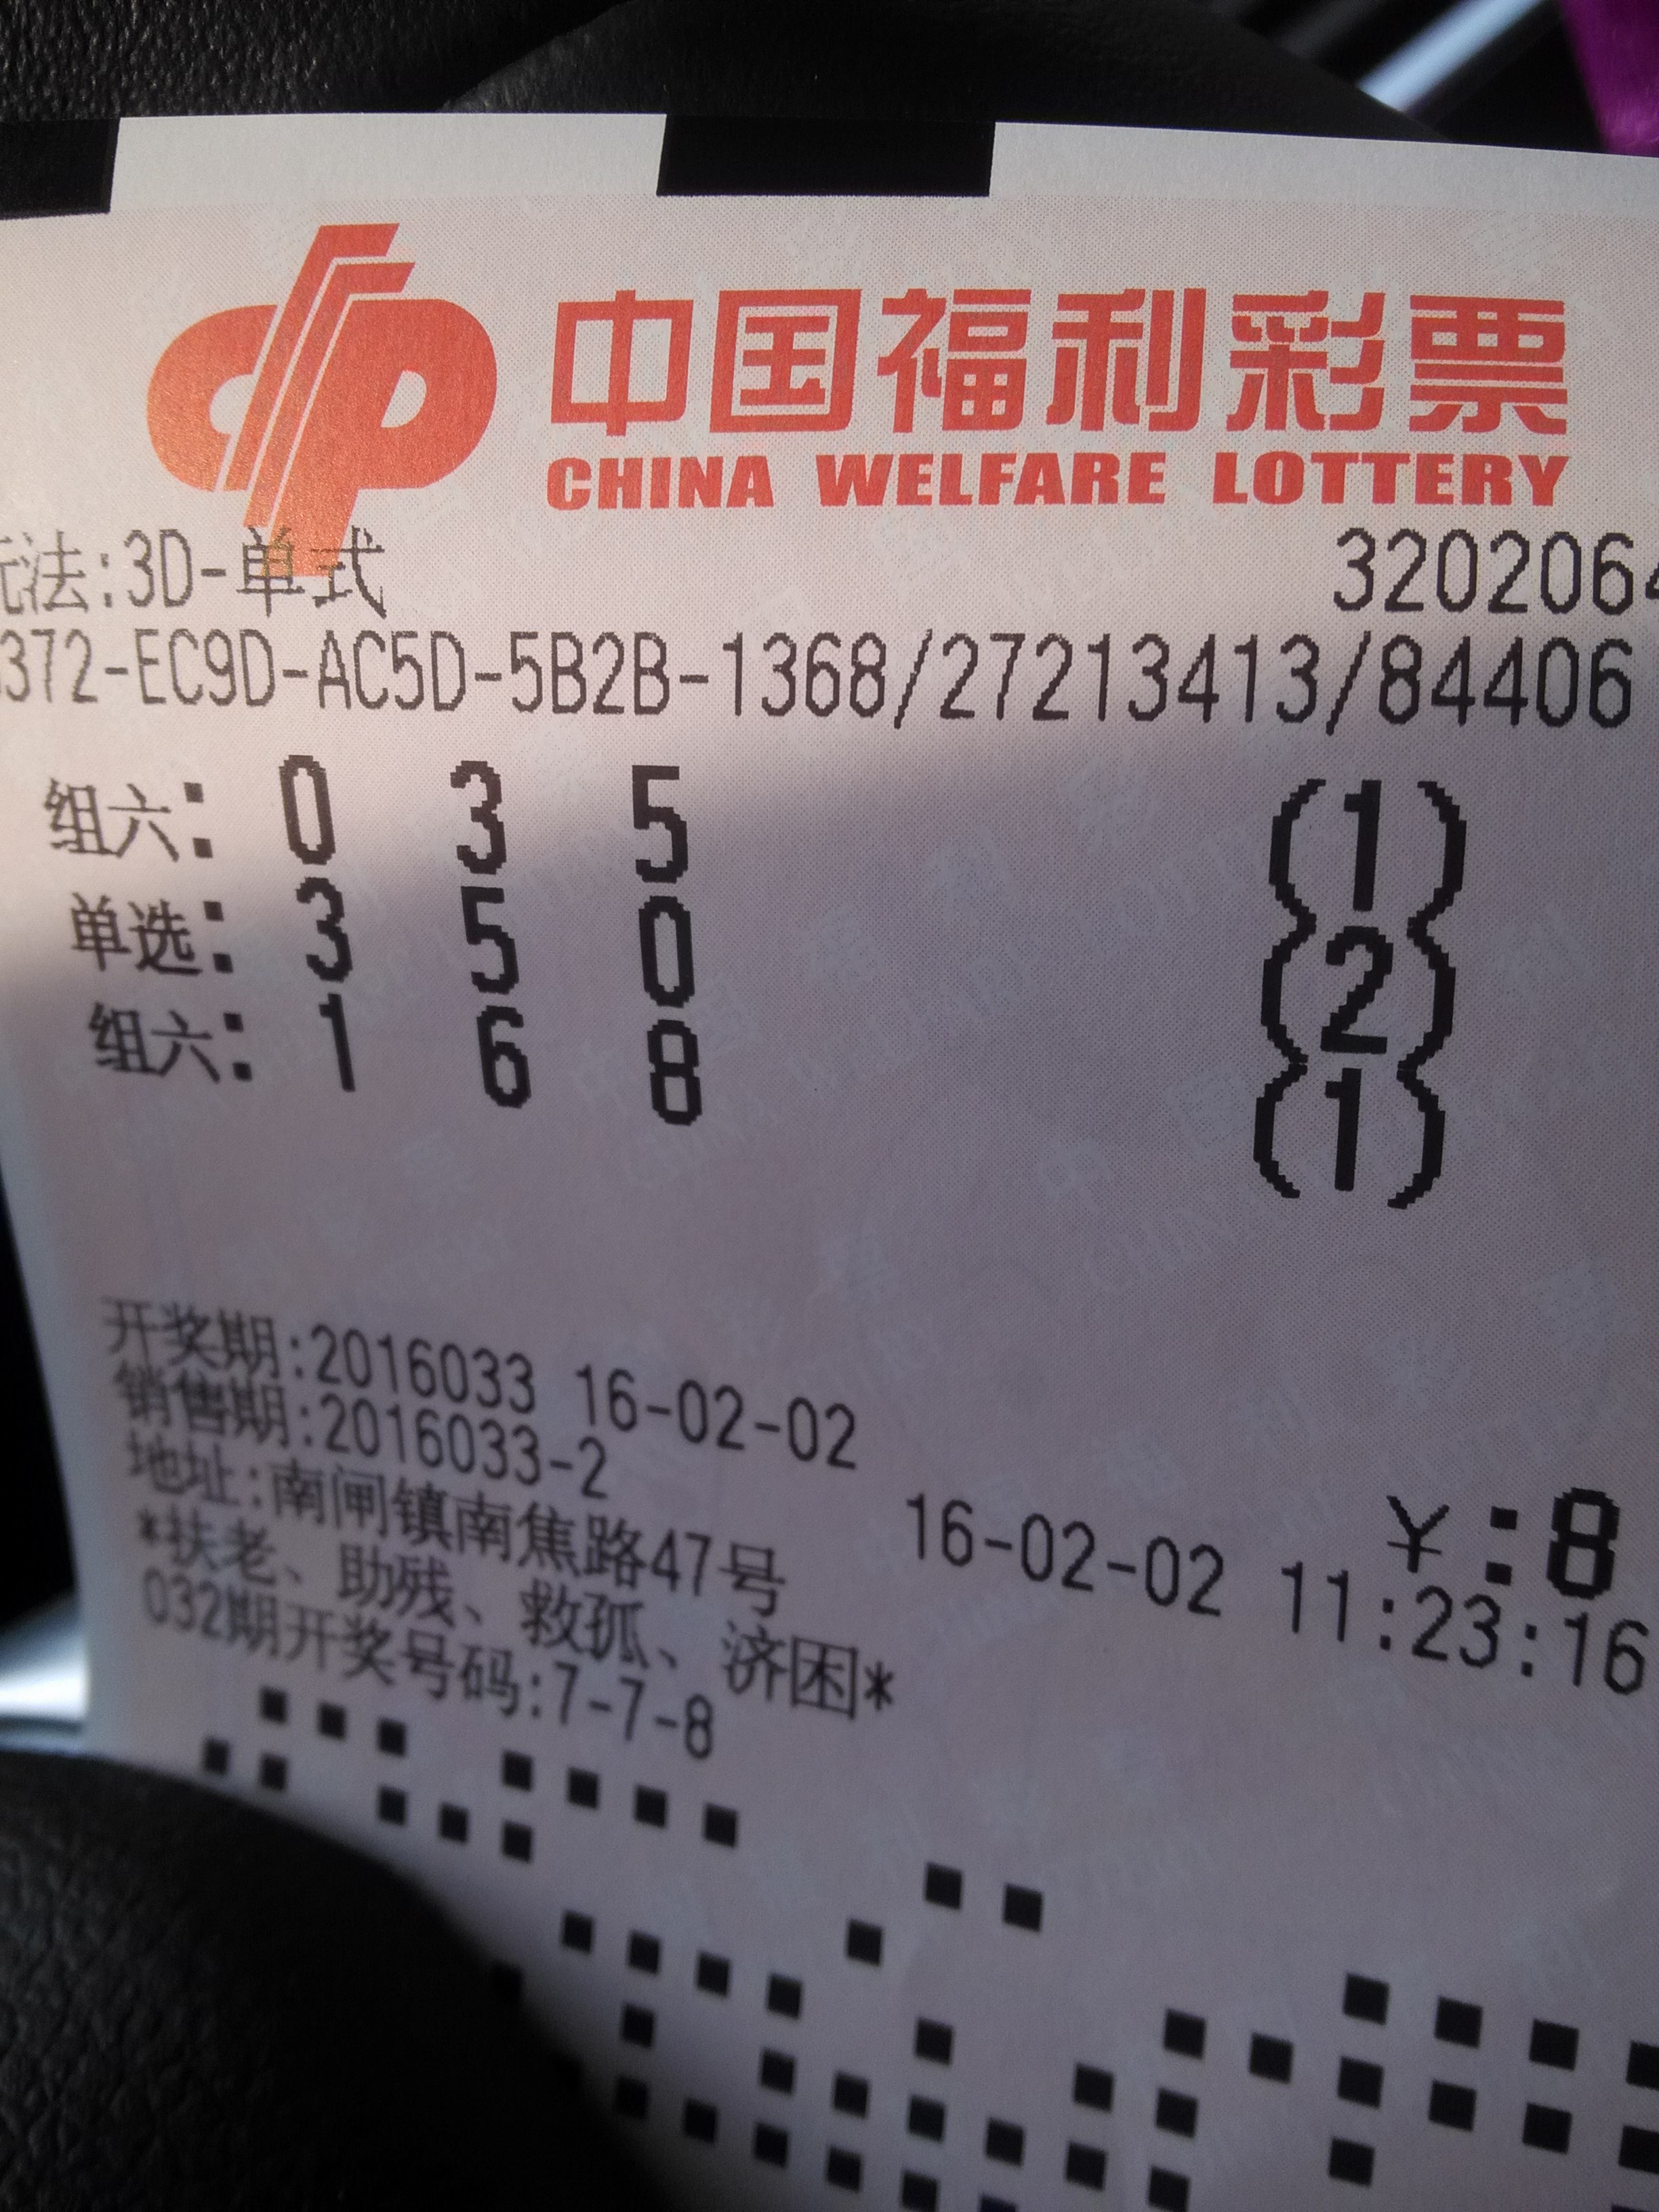 中国福利彩票
CHINA WELFARE LOTTERY
玩法:3D-单式 3202064
372-EC9D-AC5D-5B2B-1368/27213413/84406
组六: 0 3 5 (1)
单选: 3 5 0 (2)
组六: 1 6 8 (1)
开奖期:2016033 16-02-02
销售期:2016033-2 ¥:8
地址:南闸镇南焦路47号 16-02-02 11:23:16
*扶老、助残、救孤、济困*
032期开奖号码:7-7-8